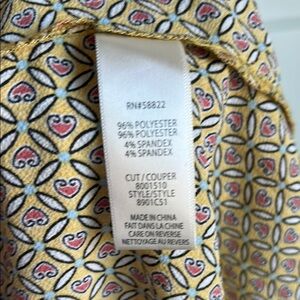 RN#58822
96% POLYESTER
96% POLYESTER
4% SPANDEX
4% SPANDEX
CUT / COUPER
8001510
STYLE/STYLE
8901C51
MADE IN CHINA
FAIT DANS LA CHINE
CARE ON REVERSE
NETTOYAGE AU REVERS